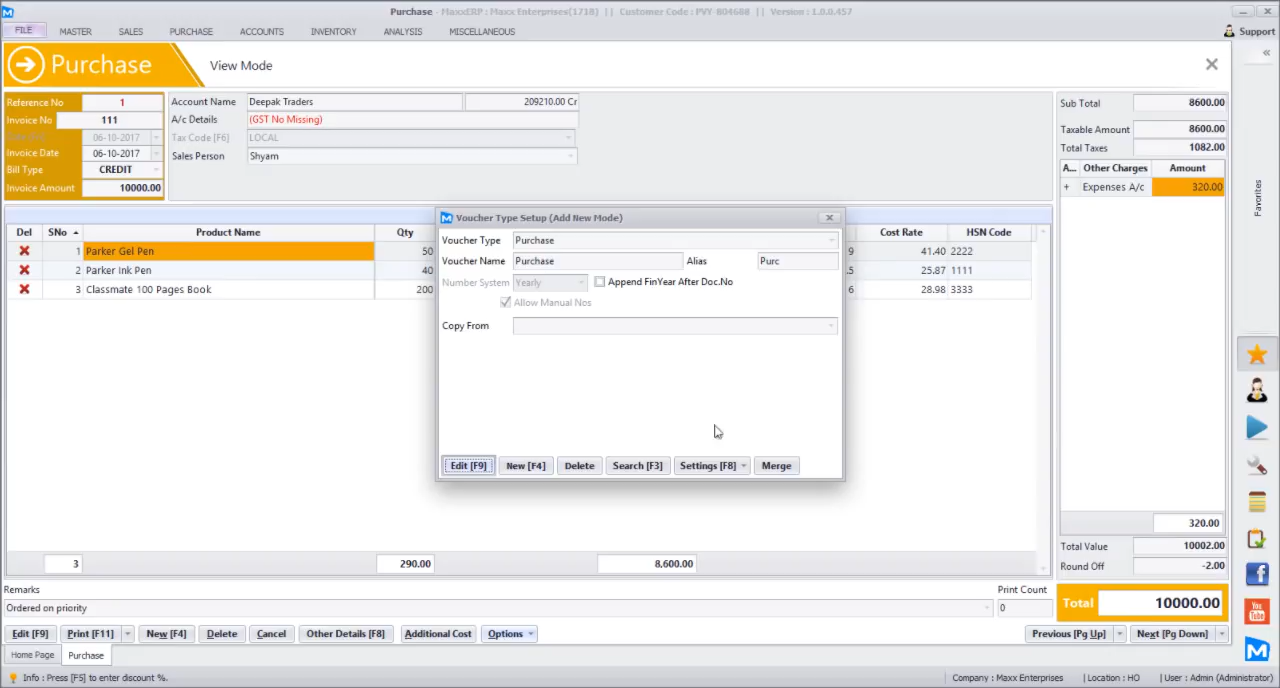 Purchase - MaxxERP : Maxx Enterprises(1718) || Customer Code : PVY-804688 || Version : 1.0.0.457
FILE MASTER SALES PURCHASE ACCOUNTS INVENTORY ANALYSIS MISCELLANEOUS Support
Purchase View Mode
Reference No 1 Account Name Deepak Traders 209210.00 Cr Sub Total 8600.00
Invoice No 111 A/c Details (GST No Missing)
06-10-2017 Tax Code [F6] LOCAL Taxable Amount 8600.00
Invoice Date 06-10-2017 Sales Person Shyam Total Taxes 1082.00
Bill Type CREDIT A... Other Charges Amount
Invoice Amount 10000.00 + Expenses A/c 320.00
Favorites
Voucher Type Setup (Add New Mode)
Del SNo Product Name Qty Cost Rate HSN Code
1 Parker Gel Pen 50 9 41.40 2222
2 Parker Ink Pen 40 .5 25.87 1111
3 Classmate 100 Pages Book 200 6 28.98 3333
Voucher Type Purchase
Voucher Name Purchase Alias Purc
Number System Yearly Append FinYear After Doc.No
Allow Manual Nos
Copy From
Edit [F9] New [F4] Delete Search [F3] Settings [F8] Merge
320.00
Total Value 10002.00
3 290.00 8,600.00 Round Off -2.00
Remarks Print Count
Ordered on priority 0 Total 10000.00
Edit [F9] Print [F11] New [F4] Delete Cancel Other Details [F8] Additional Cost Options Previous [Pg Up] Next [Pg Down]
Home Page Purchase
Info : Press [F5] to enter discount %. Company : Maxx Enterprises | Location : HO | User : Admin (Administrator)
You Tube